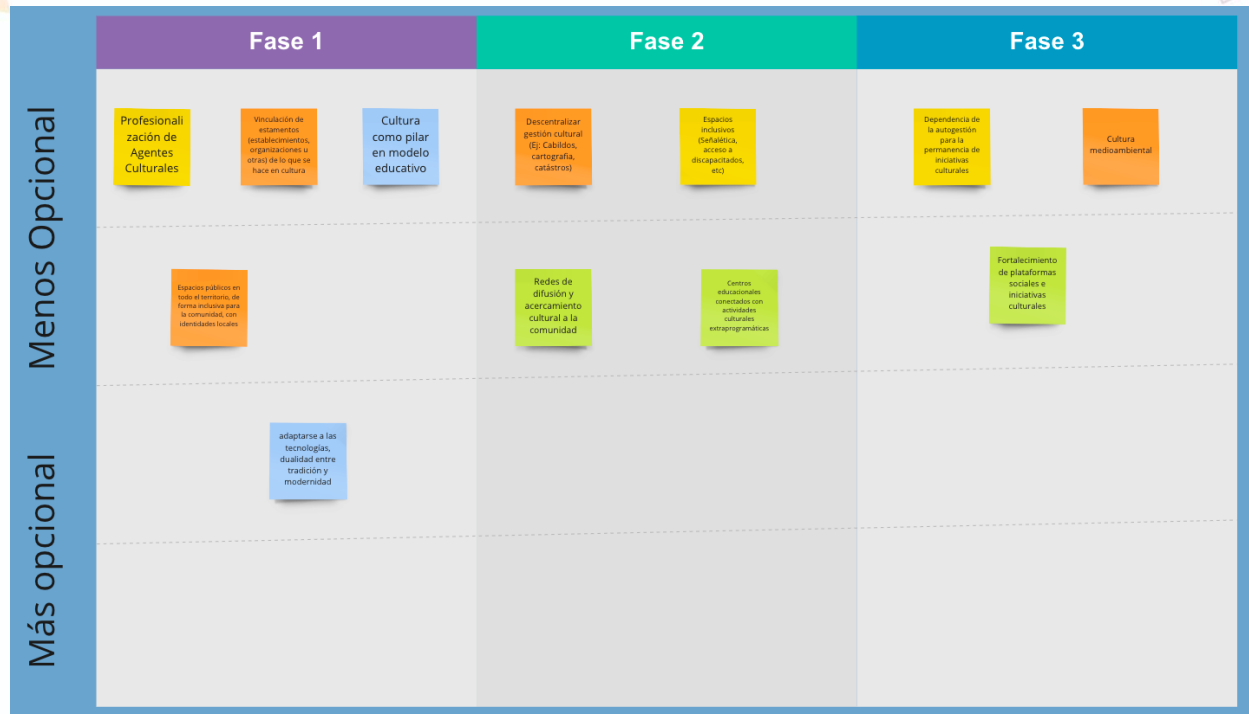 Fase 1
Fase 2
Fase 3
Menos Opcional
Más opcional
Profesionali
zación de
Agentes
Culturales
Vinculación de
estamentos
(establecimientos,
organizaciones u
otras) de lo que se
hace en cultura
Cultura
como pilar
en modelo
educativo
Descentralizar
gestión cultural
(Ej: Cabildos,
cartografia,
catástros)
Espacios
inclusivos
(Señalética,
acceso a
discapacitados,
etc)
Dependencia de
la autogestión
para la
permanencia de
iniciativas
culturales
Cultura
medioambiental
Espacios públicos en
todo el territorio, de
forma inclusiva para
la comunidad, con
identidades locales
Redes de
difusión y
acercamiento
cultural a la
comunidad
Centros
educacionales
conectados con
actividades
culturales
extraprogramáticas
Fortalecimiento
de plataformas
sociales e
iniciativas
culturales
adaptarse a las
tecnologías,
dualidad entre
tradición y
modernidad